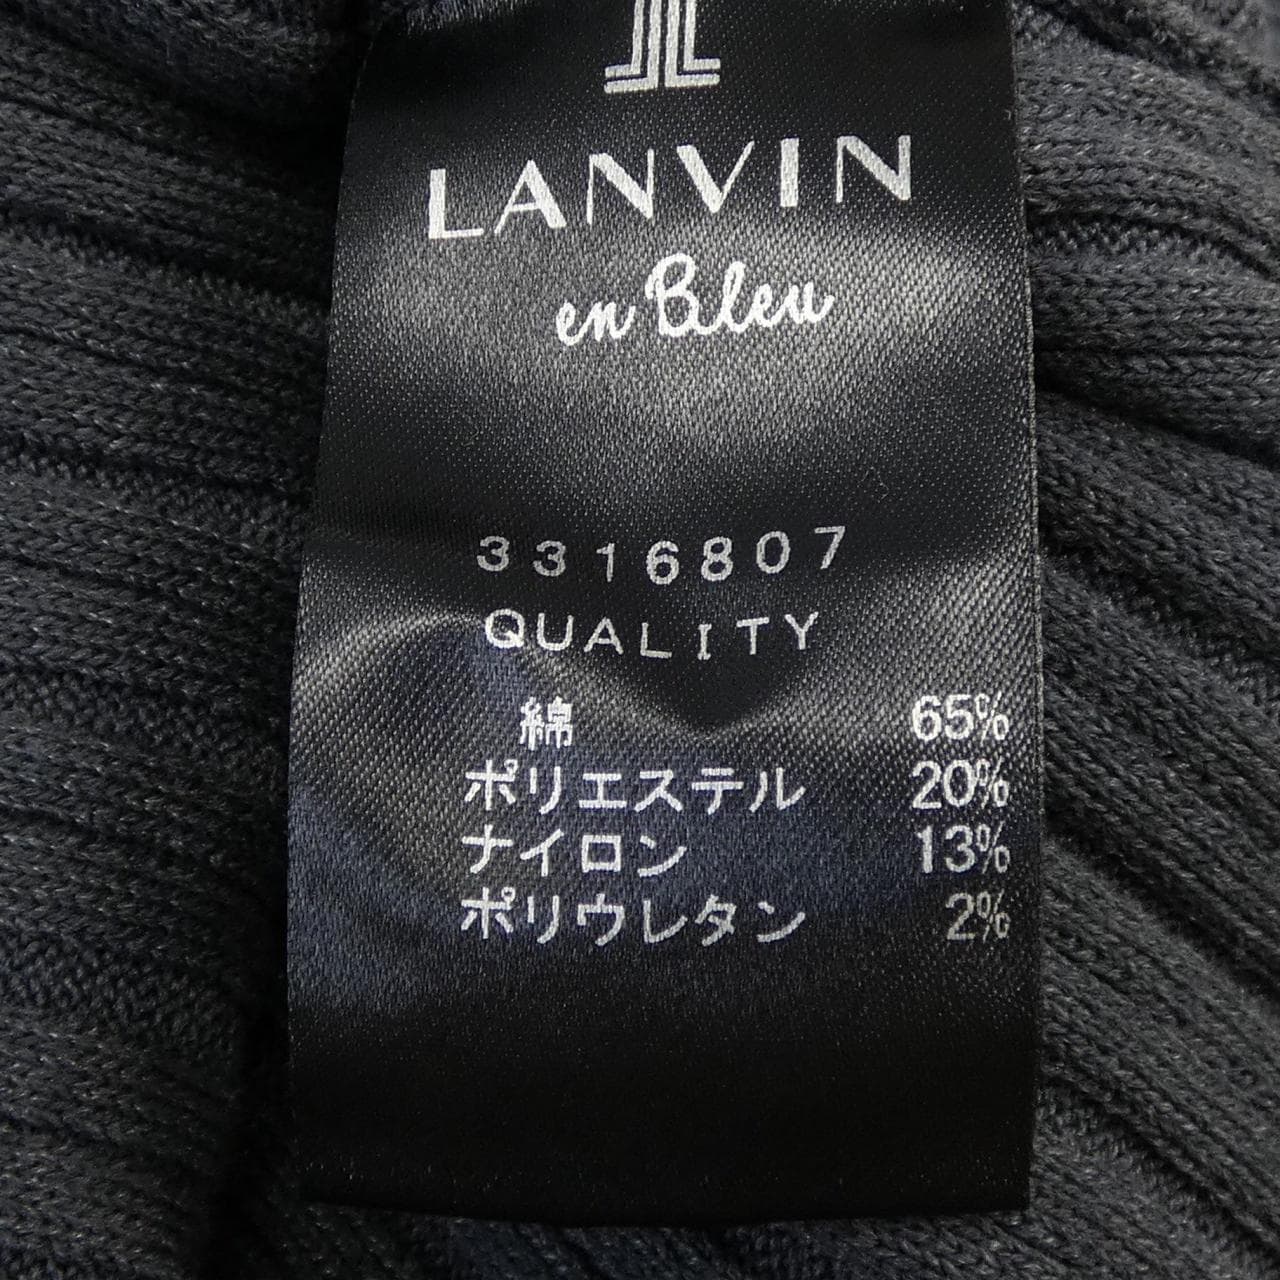 LANVIN
en Bleu
3316807
QUALITY
綿 65%
ポリエステル 20%
ナイロン 13%
ポリウレタン 2%